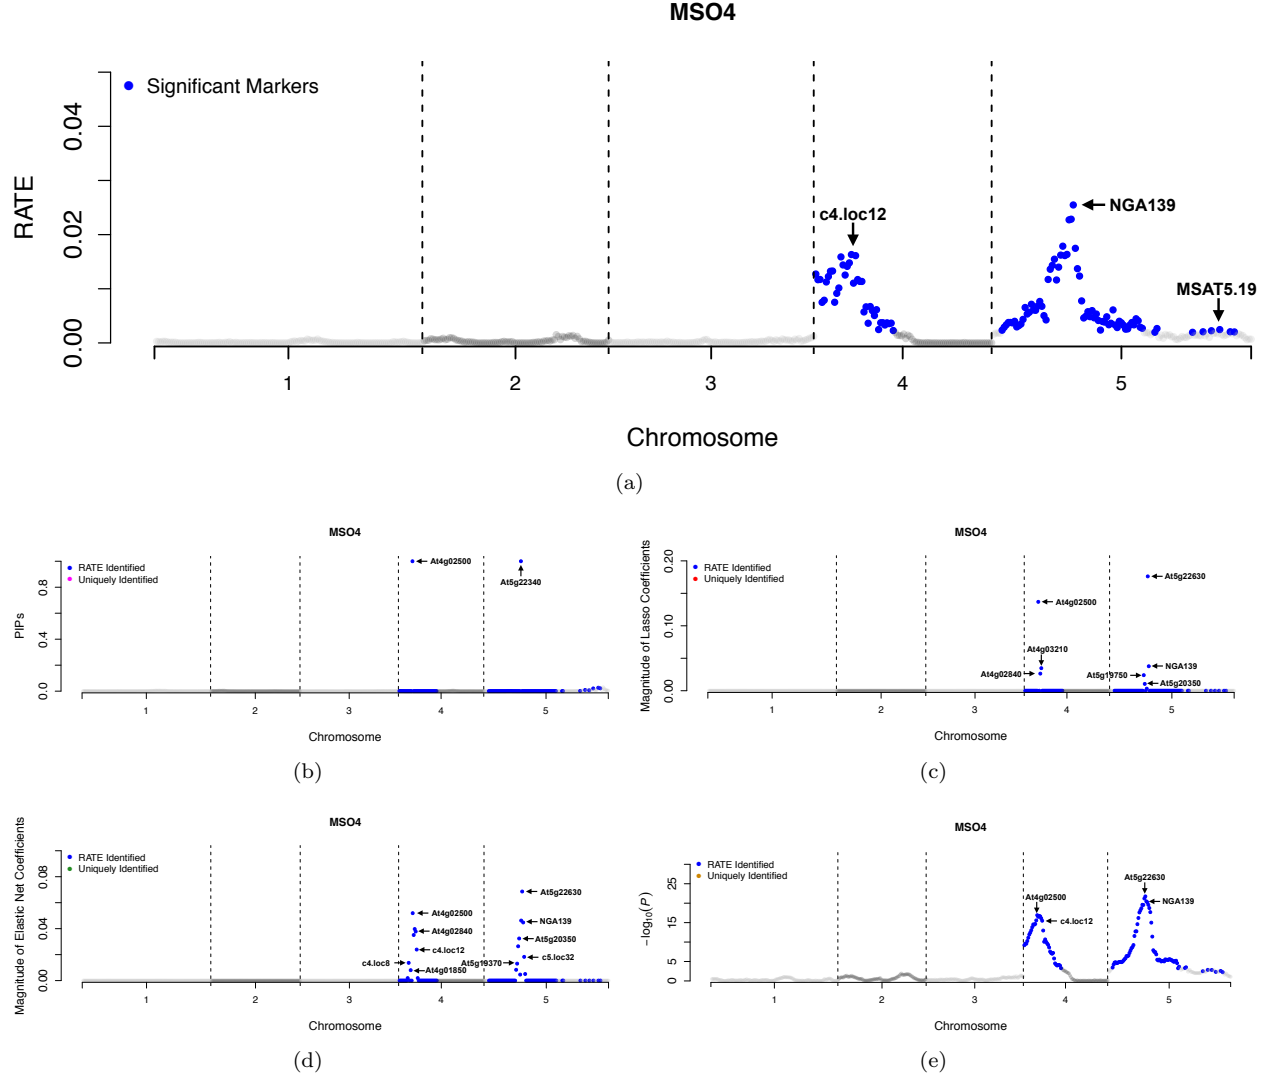 MSO4
Significant Markers
RATE
0.00
0.02
0.04
c4.loc12
NGA139
MSAT5.19
1
2
3
4
5
Chromosome
(a)
MSO4
RATE Identified
Uniquely Identified
PIPs
0.0
0.4
0.8
At4g02500
At5g22340
1
2
3
4
5
Chromosome
(b)
MSO4
RATE Identified
Uniquely Identified
Magnitude of Lasso Coefficients
0.00
0.10
0.20
At5g22630
At4g02500
At4g03210
At4g02840
NGA139
At5g19750
At5g20350
1
2
3
4
5
Chromosome
(c)
MSO4
RATE Identified
Uniquely Identified
Magnitude of Elastic Net Coefficients
0.00
0.04
0.08
At5g22630
At4g02500
NGA139
At4g02840
At5g20350
c4.loc12
c5.loc32
c4.loc8
At5g19370
At4g01850
1
2
3
4
5
Chromosome
(d)
MSO4
RATE Identified
Uniquely Identified
−log10(P)
0
5
15
25
At5g22630
At4g02500
NGA139
c4.loc12
1
2
3
4
5
Chromosome
(e)